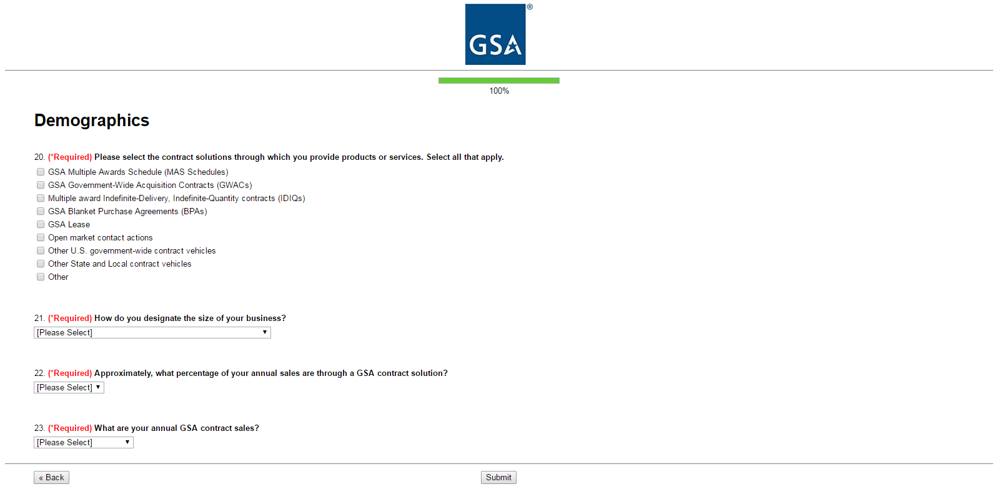 GSA ®
100%
Demographics
20. (*Required) Please select the contract solutions through which you provide products or services. Select all that apply.
GSA Multiple Awards Schedule (MAS Schedules)
GSA Government-Wide Acquisition Contracts (GWACs)
Multiple award Indefinite-Delivery, Indefinite-Quantity contracts (IDIQs)
GSA Blanket Purchase Agreements (BPAs)
GSA Lease
Open market contact actions
Other U.S. government-wide contract vehicles
Other State and Local contract vehicles
Other
21. (*Required) How do you designate the size of your business?
[Please Select]
22. (*Required) Approximately, what percentage of your annual sales are through a GSA contract solution?
[Please Select]
23. (*Required) What are your annual GSA contract sales?
[Please Select]
« Back Submit